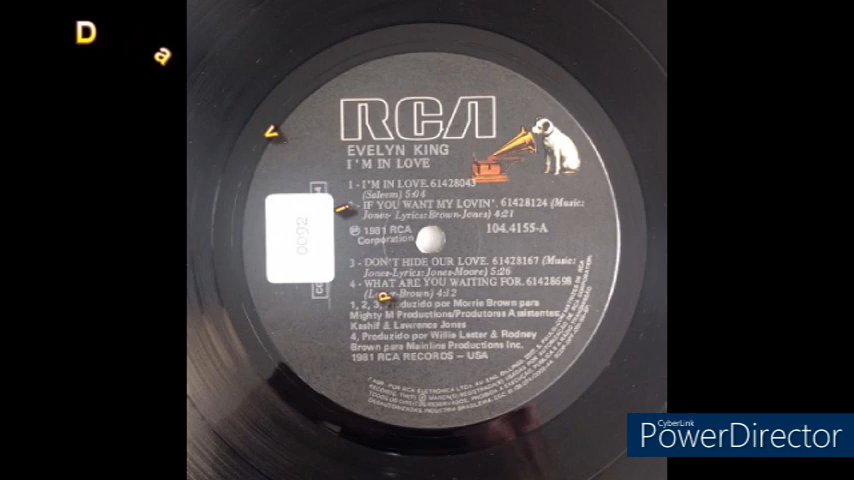 D
a
v
i
d
RCA
EVELYN KING
I'M IN LOVE
1 - I'M IN LOVE. 61428043
(Saleem) 5:04
- IF YOU WANT MY LOVIN'. 61428124 (Music:
Jones- Lyrics: Brown-Jones) 4:21
℗ 1981 RCA
Corporation
104.4155-A
0092
3 - DON'T HIDE OUR LOVE. 61428167 (Music:
Jones-Lyrics: Jones-Moore) 5:26
4 - WHAT ARE YOU WAITING FOR. 61428698
Brown) 4:12
1, 2, 3, Produzido por Morrie Brown para
Mighty M Productions/Produtores Assistentes:
Kashif & Lawrence Jones
4, Produzido por Willie Lester & Rodney
Brown para Mainline Productions Inc.
1981 RCA RECORDS — USA
CyberLink
PowerDirector